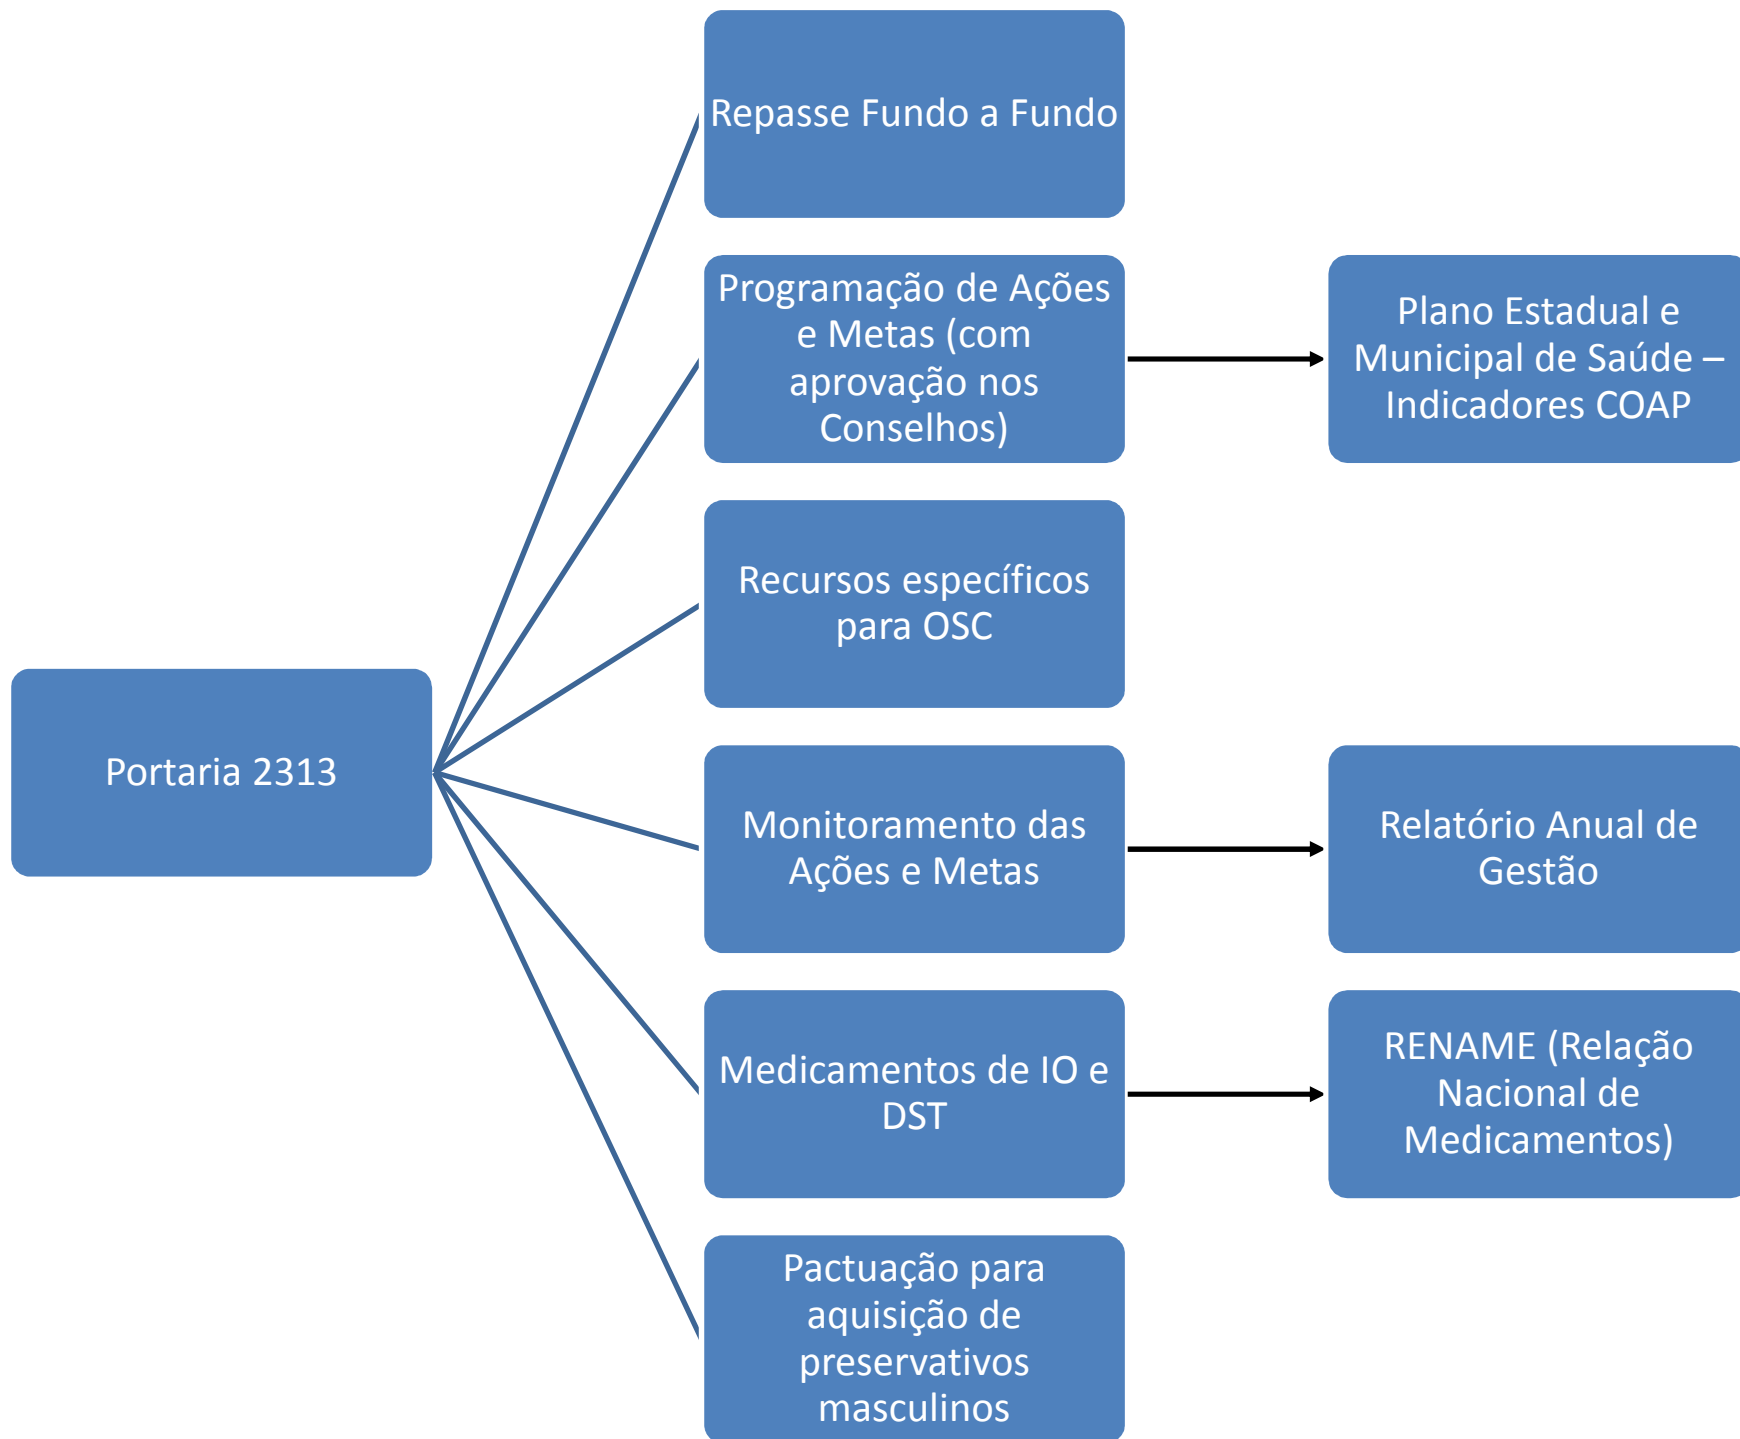 Portaria 2313
Repasse Fundo a Fundo
Programação de Ações
e Metas (com
aprovação nos
Conselhos)
Plano Estadual e
Municipal de Saúde –
Indicadores COAP
Recursos específicos
para OSC
Monitoramento das
Ações e Metas
Relatório Anual de
Gestão
Medicamentos de IO e
DST
RENAME (Relação
Nacional de
Medicamentos)
Pactuação para
aquisição de
preservativos
masculinos